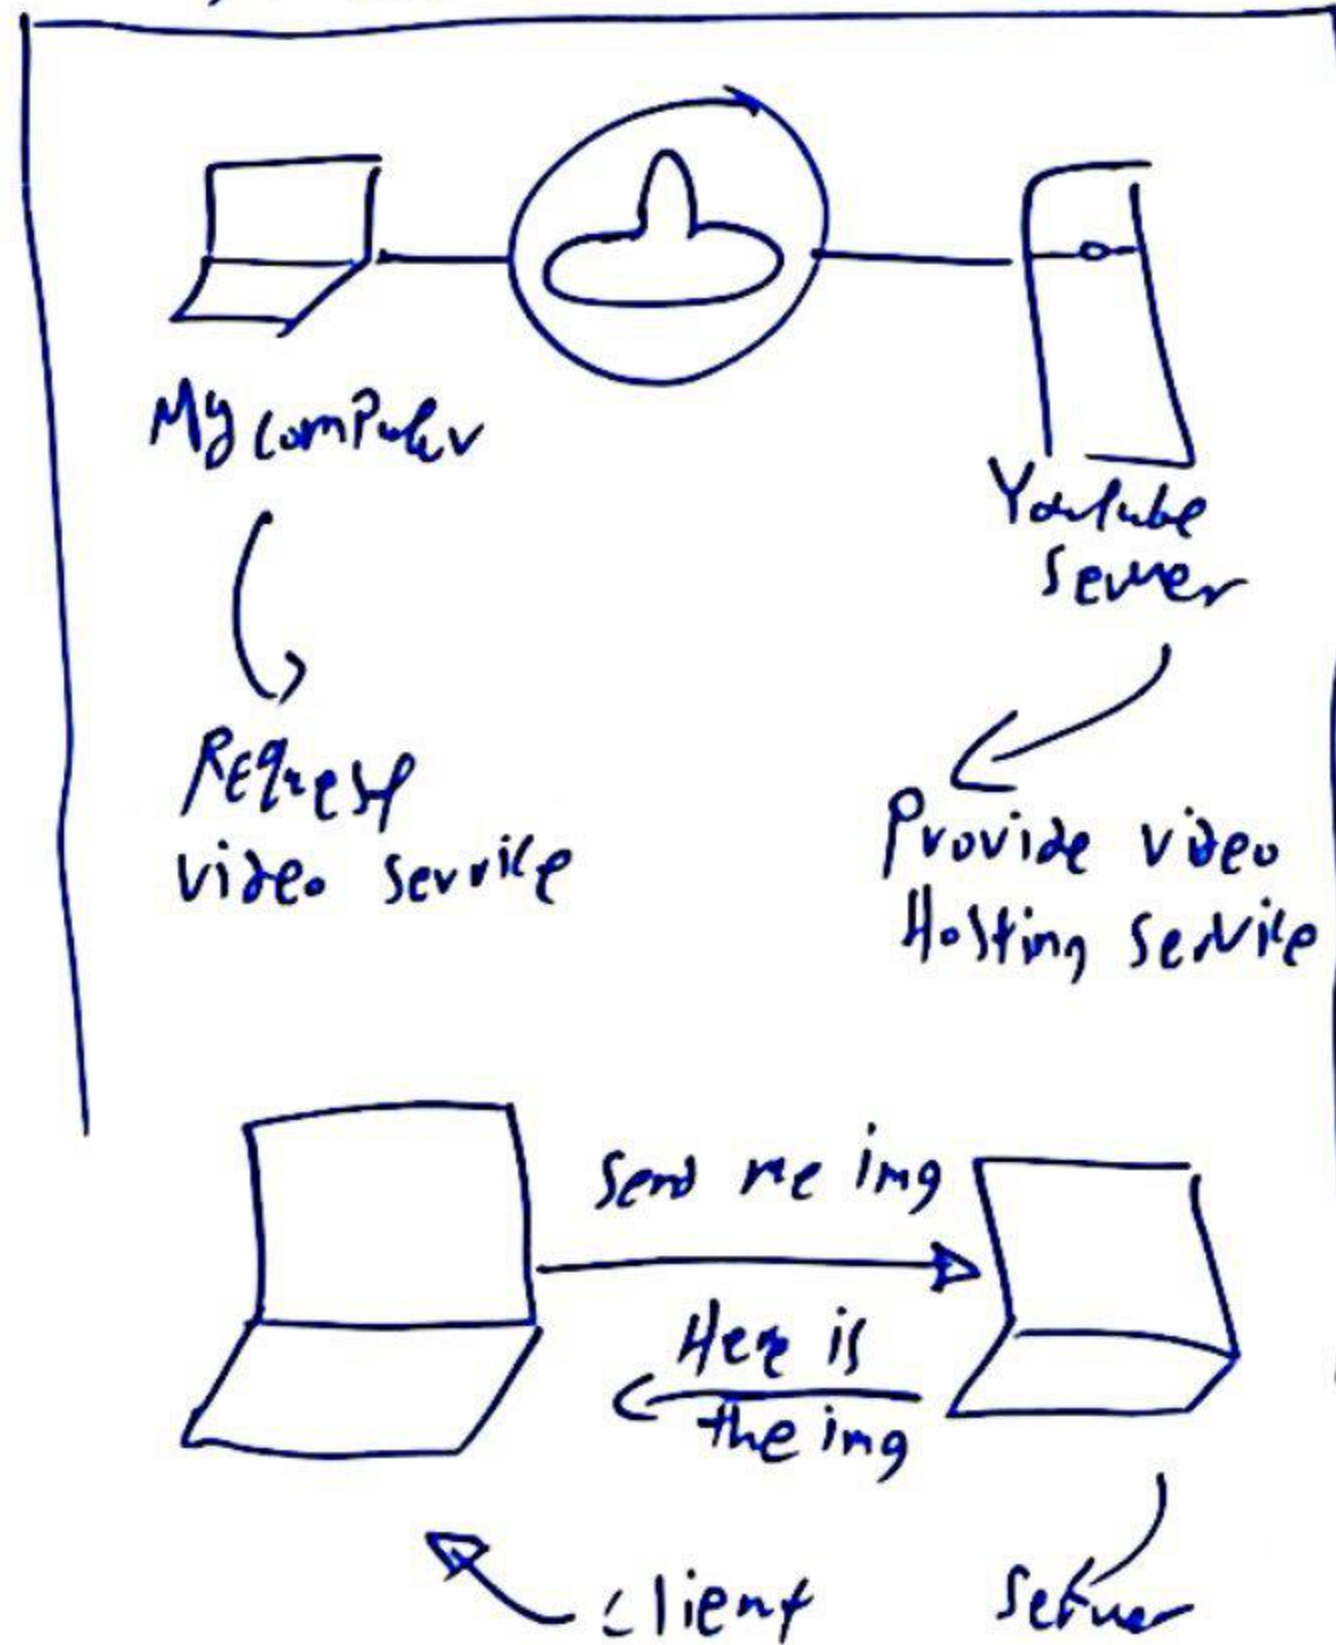 My computer
Youtube
Server
Request
video service
Provide video
Hosting service
Send me img
Here is
the img
client
Server